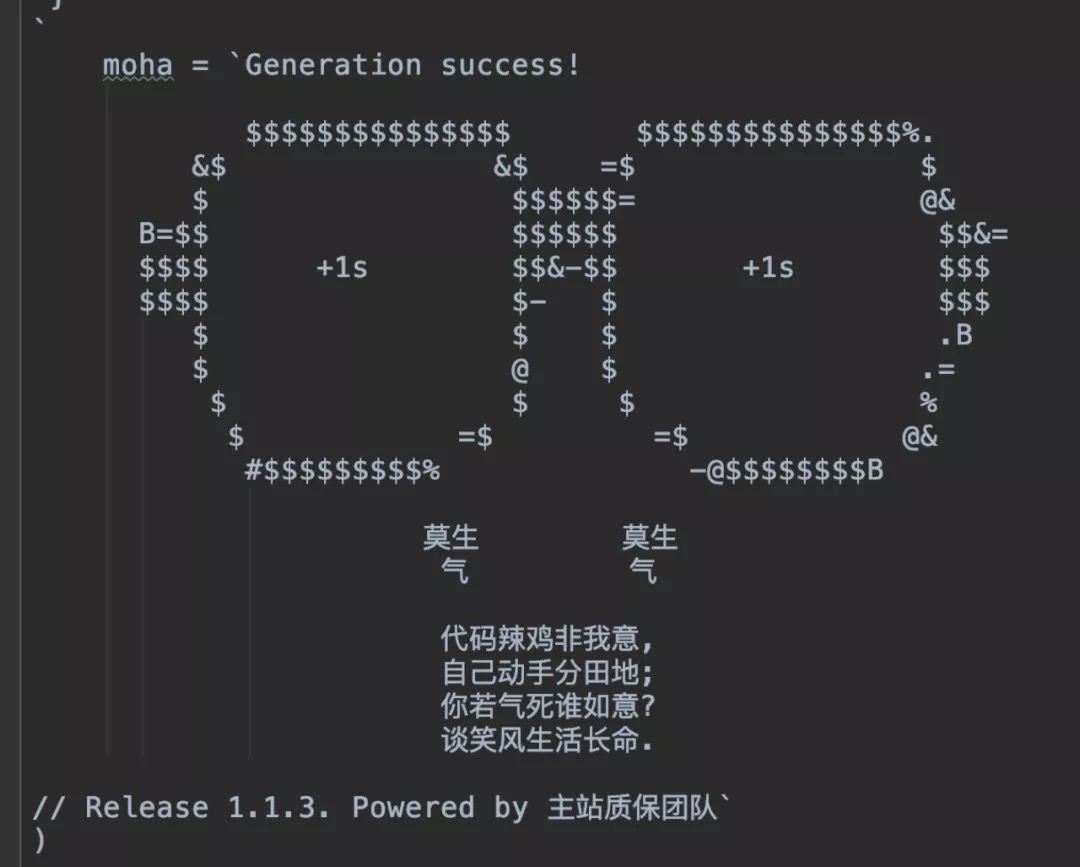 `
moha = `Generation success!
$$$$$$$$$$$$$$$ $$$$$$$$$$$$$$$%.
&$ &$ =$ $
$ $$$$$$$= @&
B=$$ $$$$$$ $$&=
$$$$ +1s $$&-$$ +1s $$$
$$$$ $- $ $$$
$ $ $ .B
$ @ $ .=
$ $ $ %
$ =$ =$ @&
#$$$$$$$$$% -@$$$$$$$$B
莫生 莫生
气 气
代码辣鸡非我意,
自己动手分田地;
你若气死谁如意?
谈笑风生活长命.
// Release 1.1.3. Powered by 主站质保团队`
)